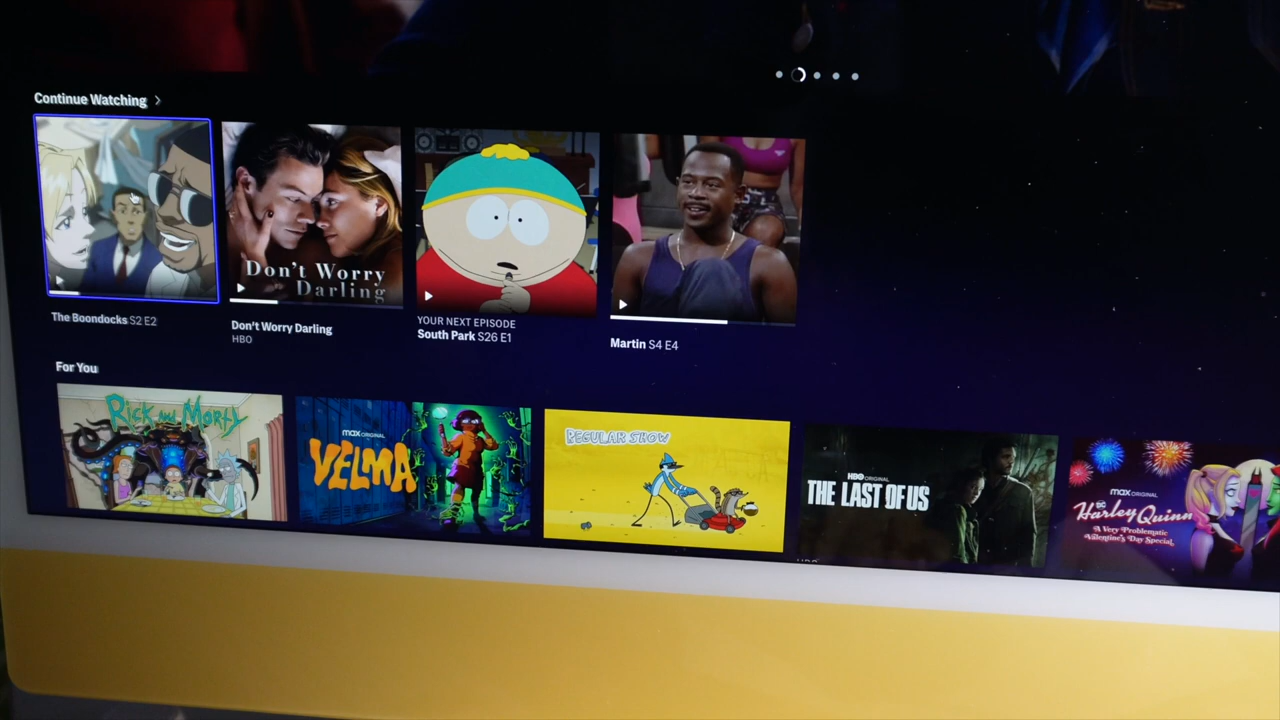 Continue Watching >
Don't Worry
Darling
The Boondocks S2 E2
Don't Worry Darling
HBO
YOUR NEXT EPISODE
South Park S26 E1
Martin S4 E4
For You
Rick and Morty
max ORIGINAL
VELMA
REGULAR SHOW
HBO ORIGINAL
THE LAST OF US
max ORIGINAL
DC
Harley Quinn
A Very Problematic
Valentine's Day Special